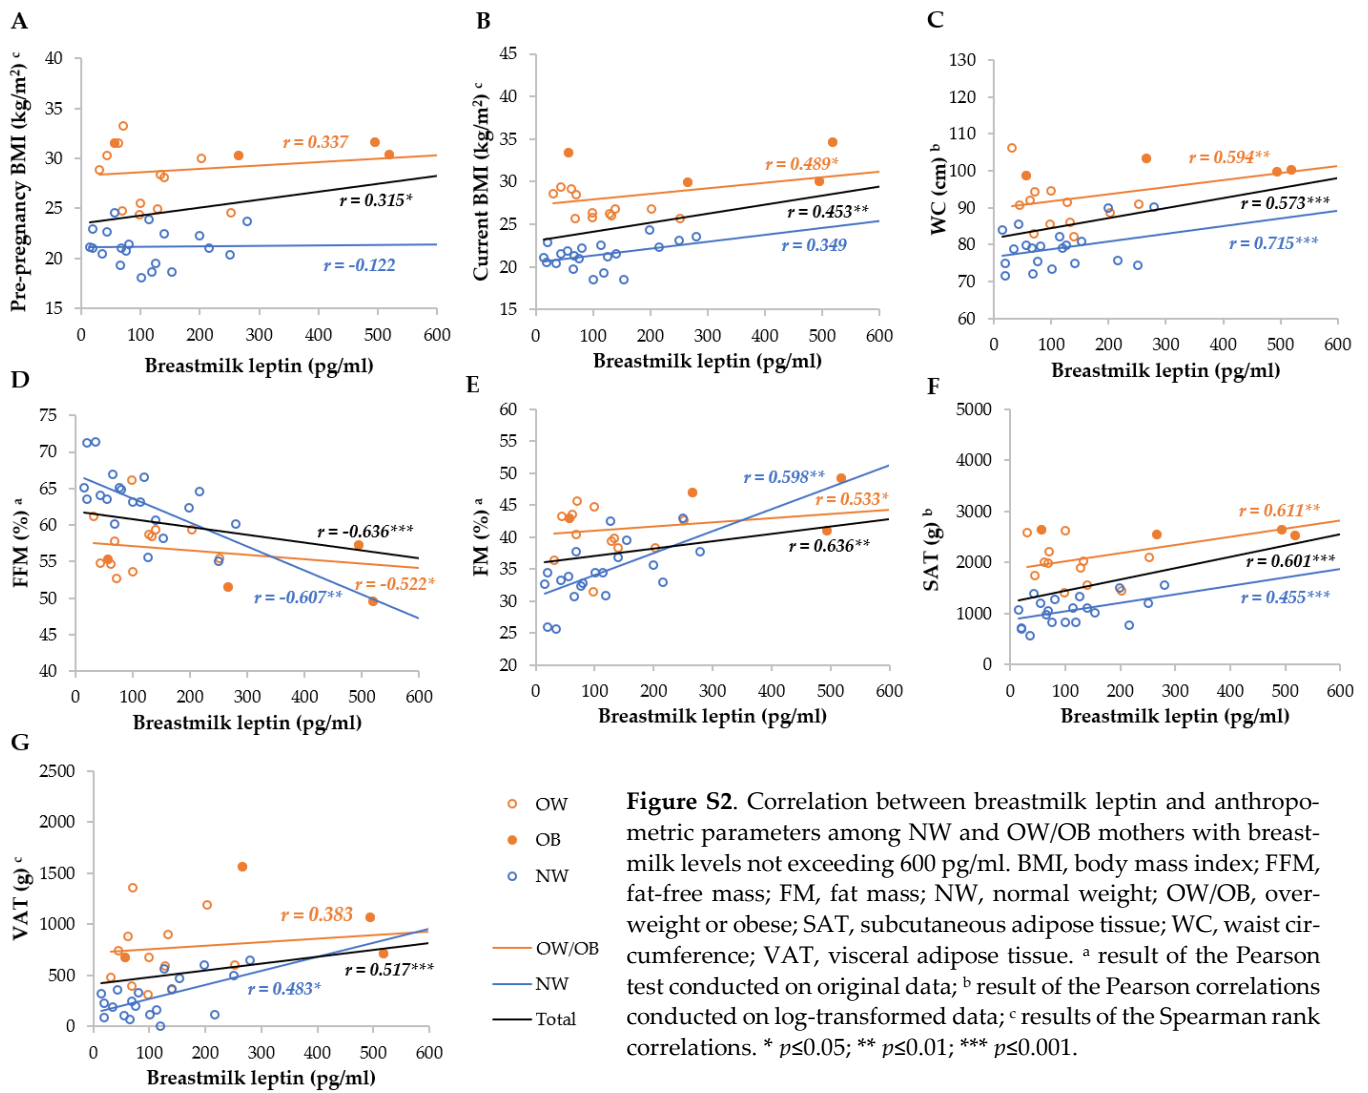 A
Pre-pregnancy BMI (kg/m2) c
40
35
30
25
20
15
0 100 200 300 400 500 600
Breastmilk leptin (pg/ml)
r = 0.337
r = 0.315*
r = -0.122
B
Current BMI (kg/m2) c
45
40
35
30
25
20
15
0 100 200 300 400 500 600
Breastmilk leptin (pg/ml)
r = 0.489*
r = 0.453**
r = 0.349
C
WC (cm) b
130
120
110
100
90
80
70
60
0 100 200 300 400 500 600
Breastmilk leptin (pg/ml)
r = 0.594**
r = 0.573***
r = 0.715***
D
FFM (%) a
75
70
65
60
55
50
45
40
0 100 200 300 400 500 600
Breastmilk leptin (pg/ml)
r = -0.636***
r = -0.522*
r = -0.607**
E
FM (%) a
60
55
50
45
40
35
30
25
20
0 100 200 300 400 500 600
Breastmilk leptin (pg/ml)
r = 0.598**
r = 0.533*
r = 0.636**
F
SAT (g) b
5000
4000
3000
2000
1000
0
0 100 200 300 400 500 600
Breastmilk leptin (pg/ml)
r = 0.611**
r = 0.601***
r = 0.455***
G
VAT (g) c
2500
2000
1500
1000
500
0
0 100 200 300 400 500 600
Breastmilk leptin (pg/ml)
r = 0.383
r = 0.517***
r = 0.483*
OW
OB
NW
OW/OB
NW
Total
Figure S2. Correlation between breastmilk leptin and anthropo-
metric parameters among NW and OW/OB mothers with breast-
milk levels not exceeding 600 pg/ml. BMI, body mass index; FFM,
fat-free mass; FM, fat mass; NW, normal weight; OW/OB, over-
weight or obese; SAT, subcutaneous adipose tissue; WC, waist cir-
cumference; VAT, visceral adipose tissue. a result of the Pearson
test conducted on original data; b result of the Pearson correlations
conducted on log-transformed data; c results of the Spearman rank
correlations. * p≤0.05; ** p≤0.01; *** p≤0.001.